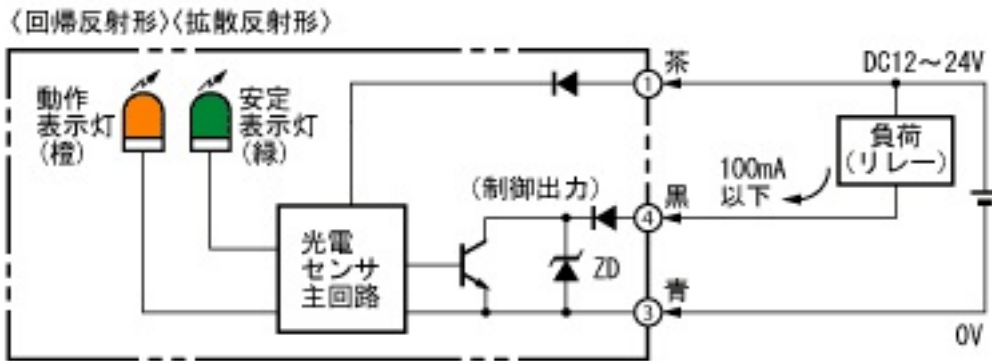 〈回帰反射形〉〈拡散反射形〉
動作
表示灯
(橙)
安定
表示灯
(緑)
茶
①
DC12～24V
負荷
(リレー)
100mA
以下
(制御出力)
黒
④
光電
センサ
主回路
ZD
青
③
0V